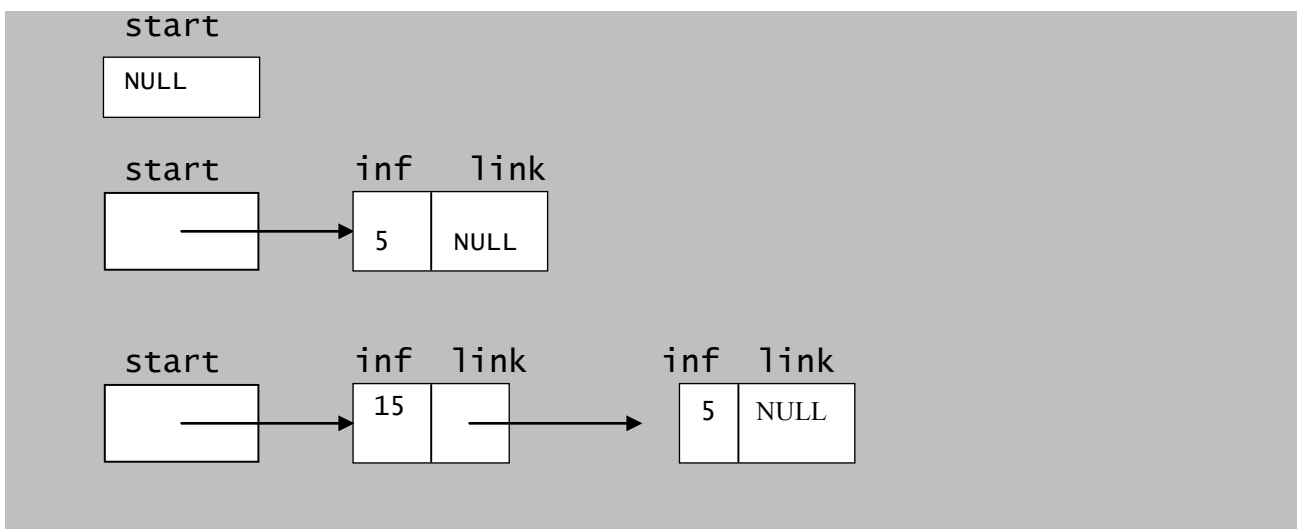 start
NULL
start inf link
5 NULL
start inf link inf link
15 5 NULL